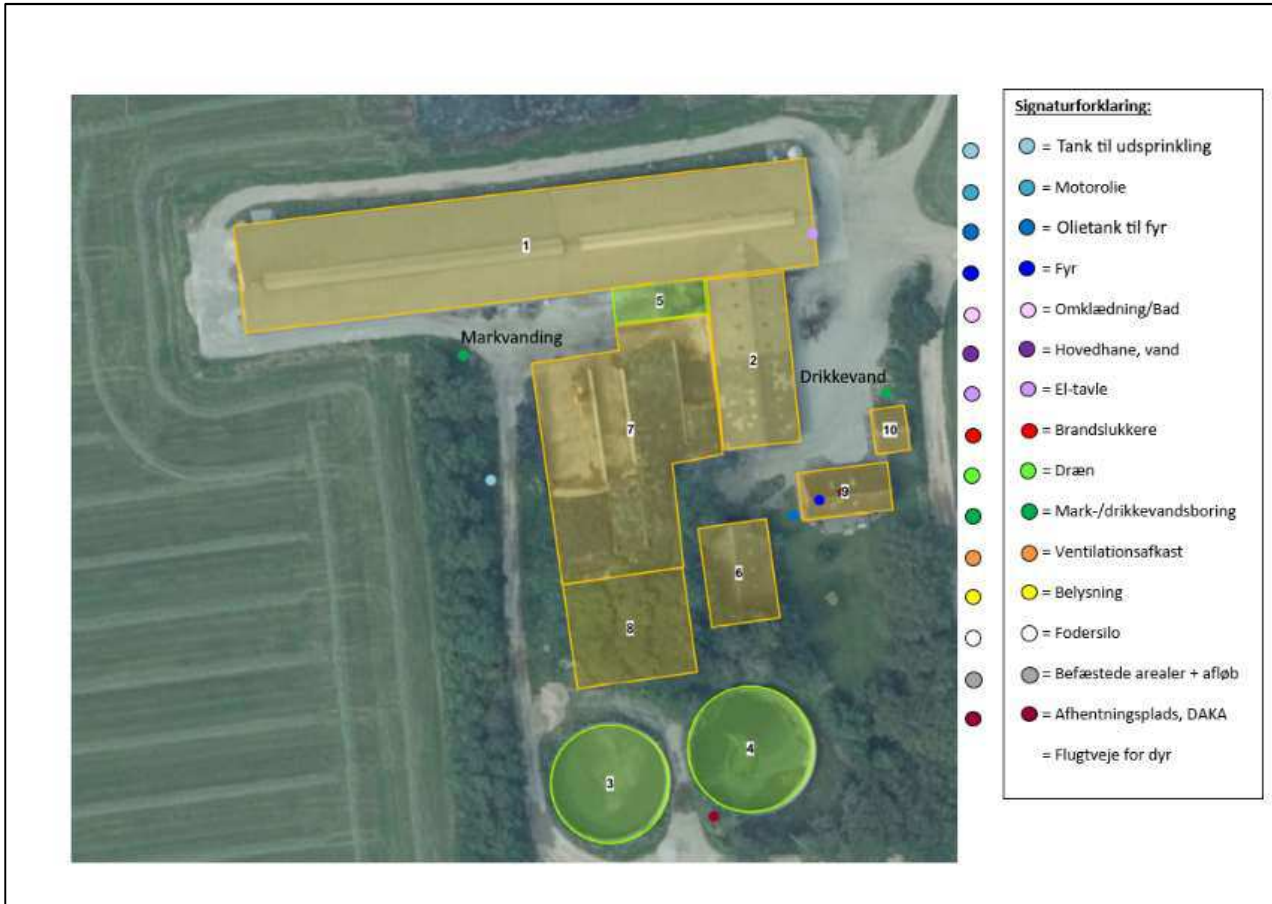 1
5
Markvanding
2
Drikkevand
7
10
9
6
8
4
3
Signaturforklaring:
= Tank til udsprinkling
= Motorolie
= Olietank til fyr
= Fyr
= Omklædning/Bad
= Hovedhane, vand
= El-tavle
= Brandslukkere
= Dræn
= Mark-/drikkevandsboring
= Ventilationsafkast
= Belysning
= Fodersilo
= Befæstede arealer + afløb
= Afhentningsplads, DAKA
= Flugtveje for dyr